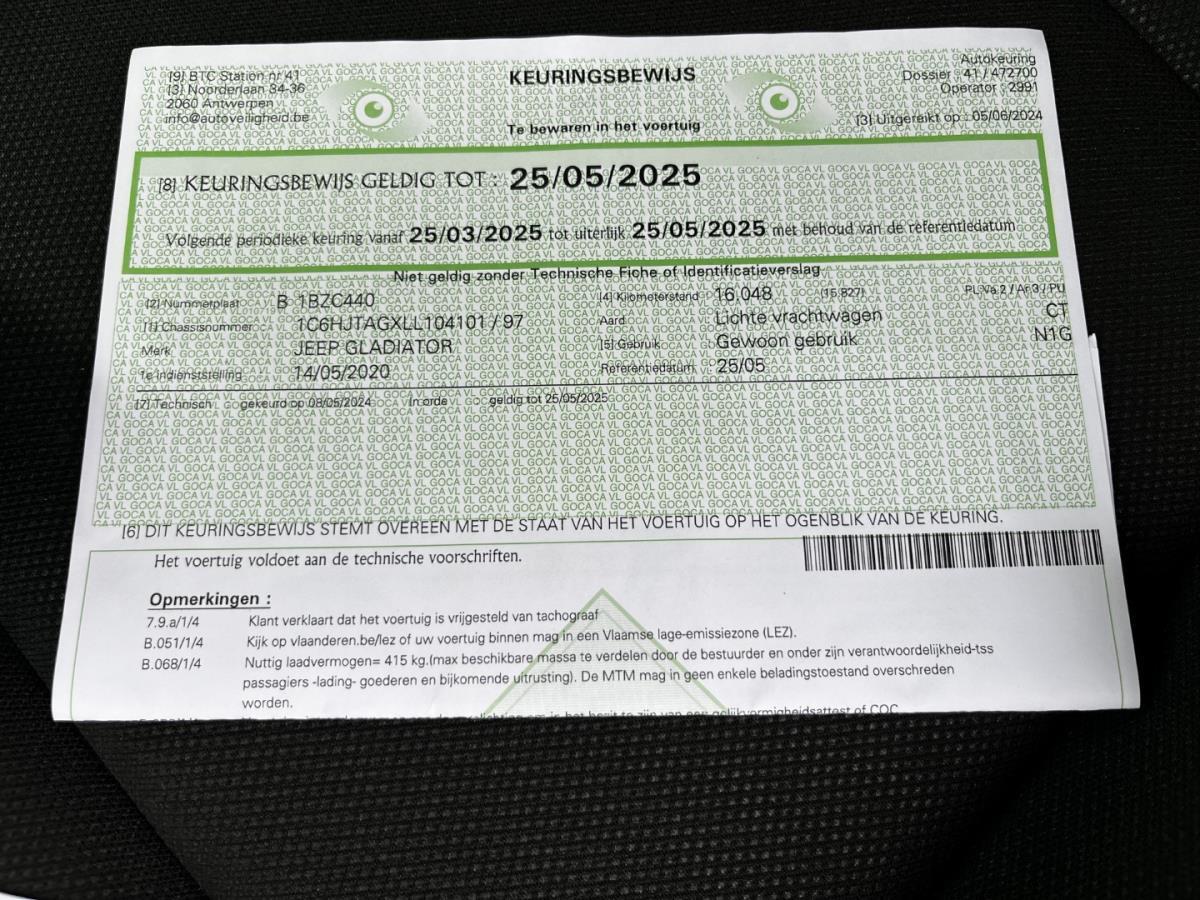 [9] BTC Station nr 41
[3] Noorderlaan 34-36
2060 Antwerpen
info@autoveiligheid.be
KEURINGSBEWIJS
Te bewaren in het voertuig
Autokeuring
Dossier : 41 / 472700
Operator : 2991
[3] Uitgereikt op : 05/06/2024
[8] KEURINGSBEWIJS GELDIG TOT : 25/05/2025
Volgende periodieke keuring vanaf 25/03/2025 tot uiterlijk 25/05/2025 met behoud van de referentiedatum
Niet geldig zonder Technische Fiche of Identificatieverslag.
[2] Nummerplaat B 1BZC440
[4] Kilometerstand : 16.048 (15.827) PL Va.2 / Ar.3 / PU
[1] Chassisnummer 1C6HJTAGXLL104101 / 97
Aard : Lichte vrachtwagen CT
Merk JEEP GLADIATOR
[5] Gebruik : Gewoon gebruik N1G
1e indienststelling 14/05/2020
Referentiedatum : 25/05
[7] Technisch gekeurd op 08/05/2024 In orde geldig tot 25/05/2025
[6] DIT KEURINGSBEWIJS STEMT OVEREEN MET DE STAAT VAN HET VOERTUIG OP HET OGENBLIK VAN DE KEURING.
Het voertuig voldoet aan de technische voorschriften.
Opmerkingen :
7.9.a/1/4 Klant verklaart dat het voertuig is vrijgesteld van tachograaf
B.051/1/4 Kijk op vlaanderen.be/lez of uw voertuig binnen mag in een Vlaamse lage-emissiezone (LEZ).
B.068/1/4 Nuttig laadvermogen= 415 kg.(max beschikbare massa te verdelen door de bestuurder en onder zijn verantwoordelijkheid-tss
passagiers -lading- goederen en bijkomende uitrusting). De MTM mag in geen enkele beladingstoestand overschreden
worden.
gelijkvormigheidsattest of COC